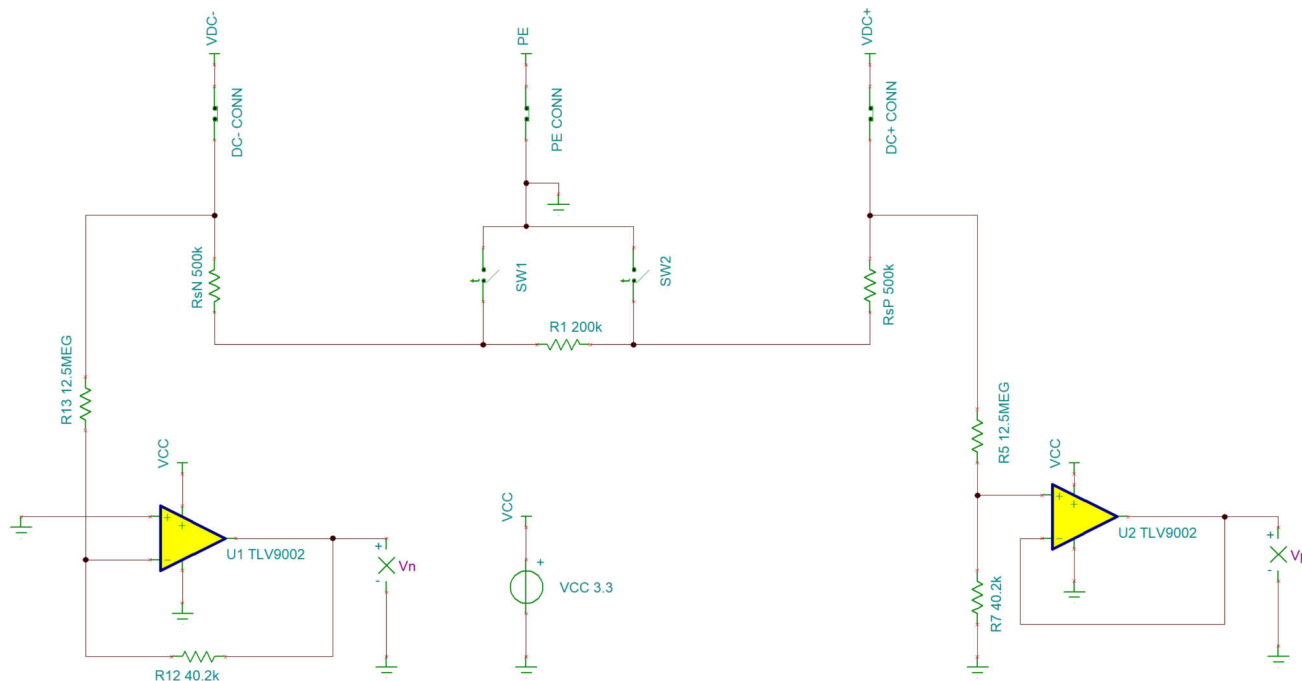 VDC-
PE
VDC+
DC- CONN
PE CONN
DC+ CONN
RsN 500k
SW1
SW2
RsP 500k
R1 200k
R13 12.5MEG
R5 12.5MEG
VCC
VCC
VCC
+
+
-
U1 TLV9002
+
-
Vn
+
VCC 3.3
+
+
-
U2 TLV9002
+
-
R7 40.2k
R12 40.2k
t
t